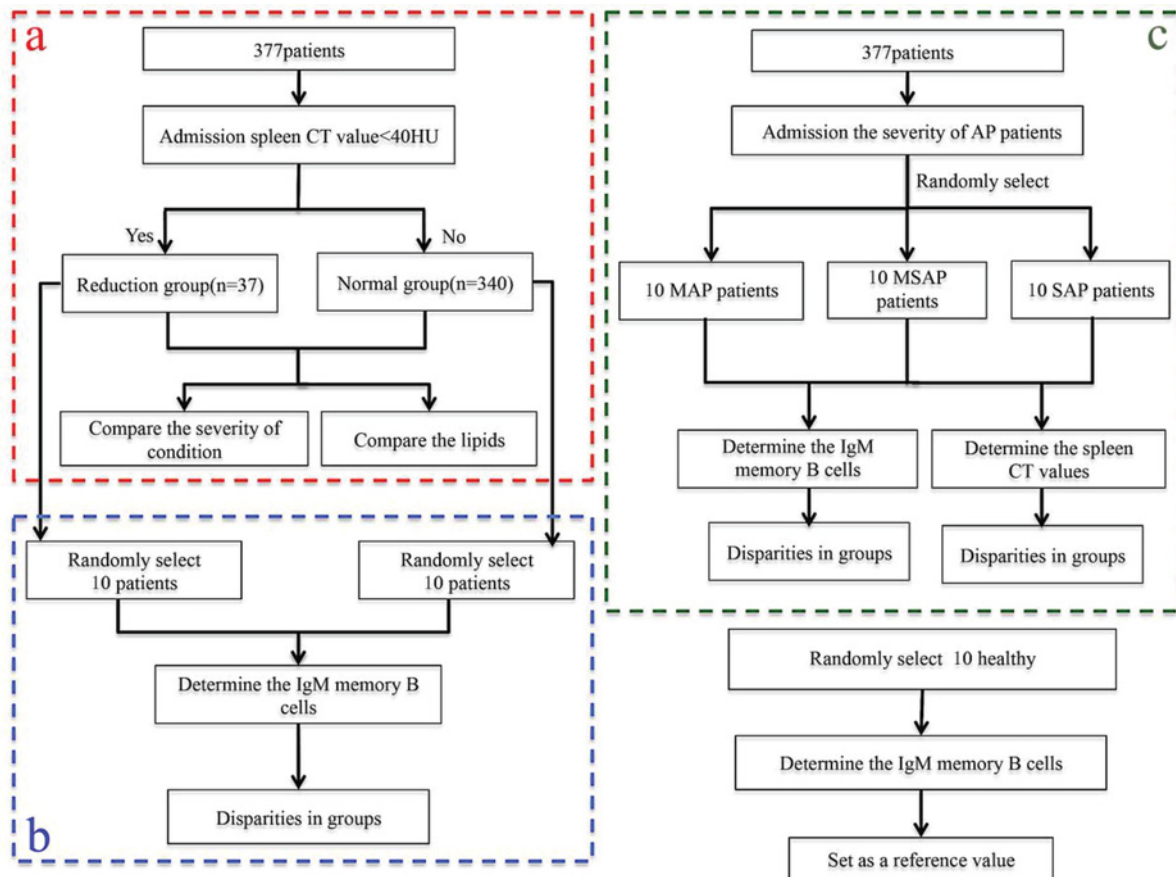 a
377patients
Admission spleen CT value<40HU
Yes
No
Reduction group(n=37)
Normal group(n=340)
Compare the severity of
condition
Compare the lipids
Randomly select
10 patients
Randomly select
10 patients
Determine the IgM memory B
cells
Disparities in groups
b
c
377patients
Admission the severity of AP patients
Randomly select
10 MAP patients
10 MSAP
patients
10 SAP patients
Determine the IgM
memory B cells
Determine the spleen
CT values
Disparities in groups
Disparities in groups
Randomly select 10 healthy
Determine the IgM memory B cells
Set as a reference value